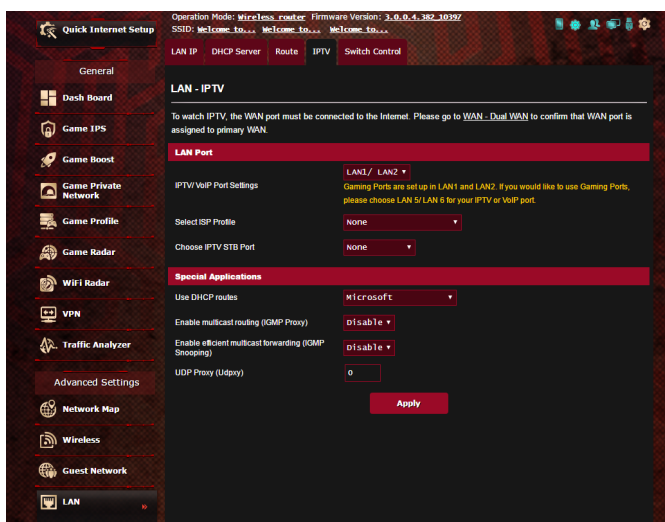 Quick Internet Setup
General
Dash Board
Game IPS
Game Boost
Game Private
Network
Game Profile
Game Radar
WiFi Radar
VPN
Traffic Analyzer
Advanced Settings
Network Map
Wireless
Guest Network
LAN
Operation Mode: Wireless router Firmware Version: 3.0.0.4.382_10397
SSID: Welcome to... Welcome to... Welcome to...
LAN IP DHCP Server Route IPTV Switch Control
LAN - IPTV
To watch IPTV, the WAN port must be connected to the Internet. Please go to WAN - Dual WAN to confirm that WAN port is
assigned to primary WAN.
LAN Port
IPTV/ VoIP Port Settings LAN1/ LAN2
Gaming Ports are set up in LAN1 and LAN2. If you would like to use Gaming Ports,
please choose LAN 5/ LAN 6 for your IPTV or VoIP port.
Select ISP Profile None
Choose IPTV STB Port None
Special Applications
Use DHCP routes Microsoft
Enable multicast routing (IGMP Proxy) Disable
Enable efficient multicast forwarding (IGMP
Snooping) Disable
UDP Proxy (Udpxy) 0
Apply